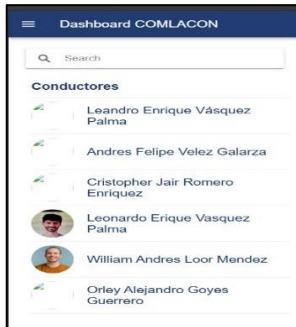 Dashboard COMLACON
Search
Conductores
Leandro Enrique Vásquez
Palma
Andres Felipe Velez Galarza
Cristopher Jair Romero
Enriquez
Leonardo Erique Vasquez
Palma
William Andres Loor Mendez
Orley Alejandro Goyes
Guerrero